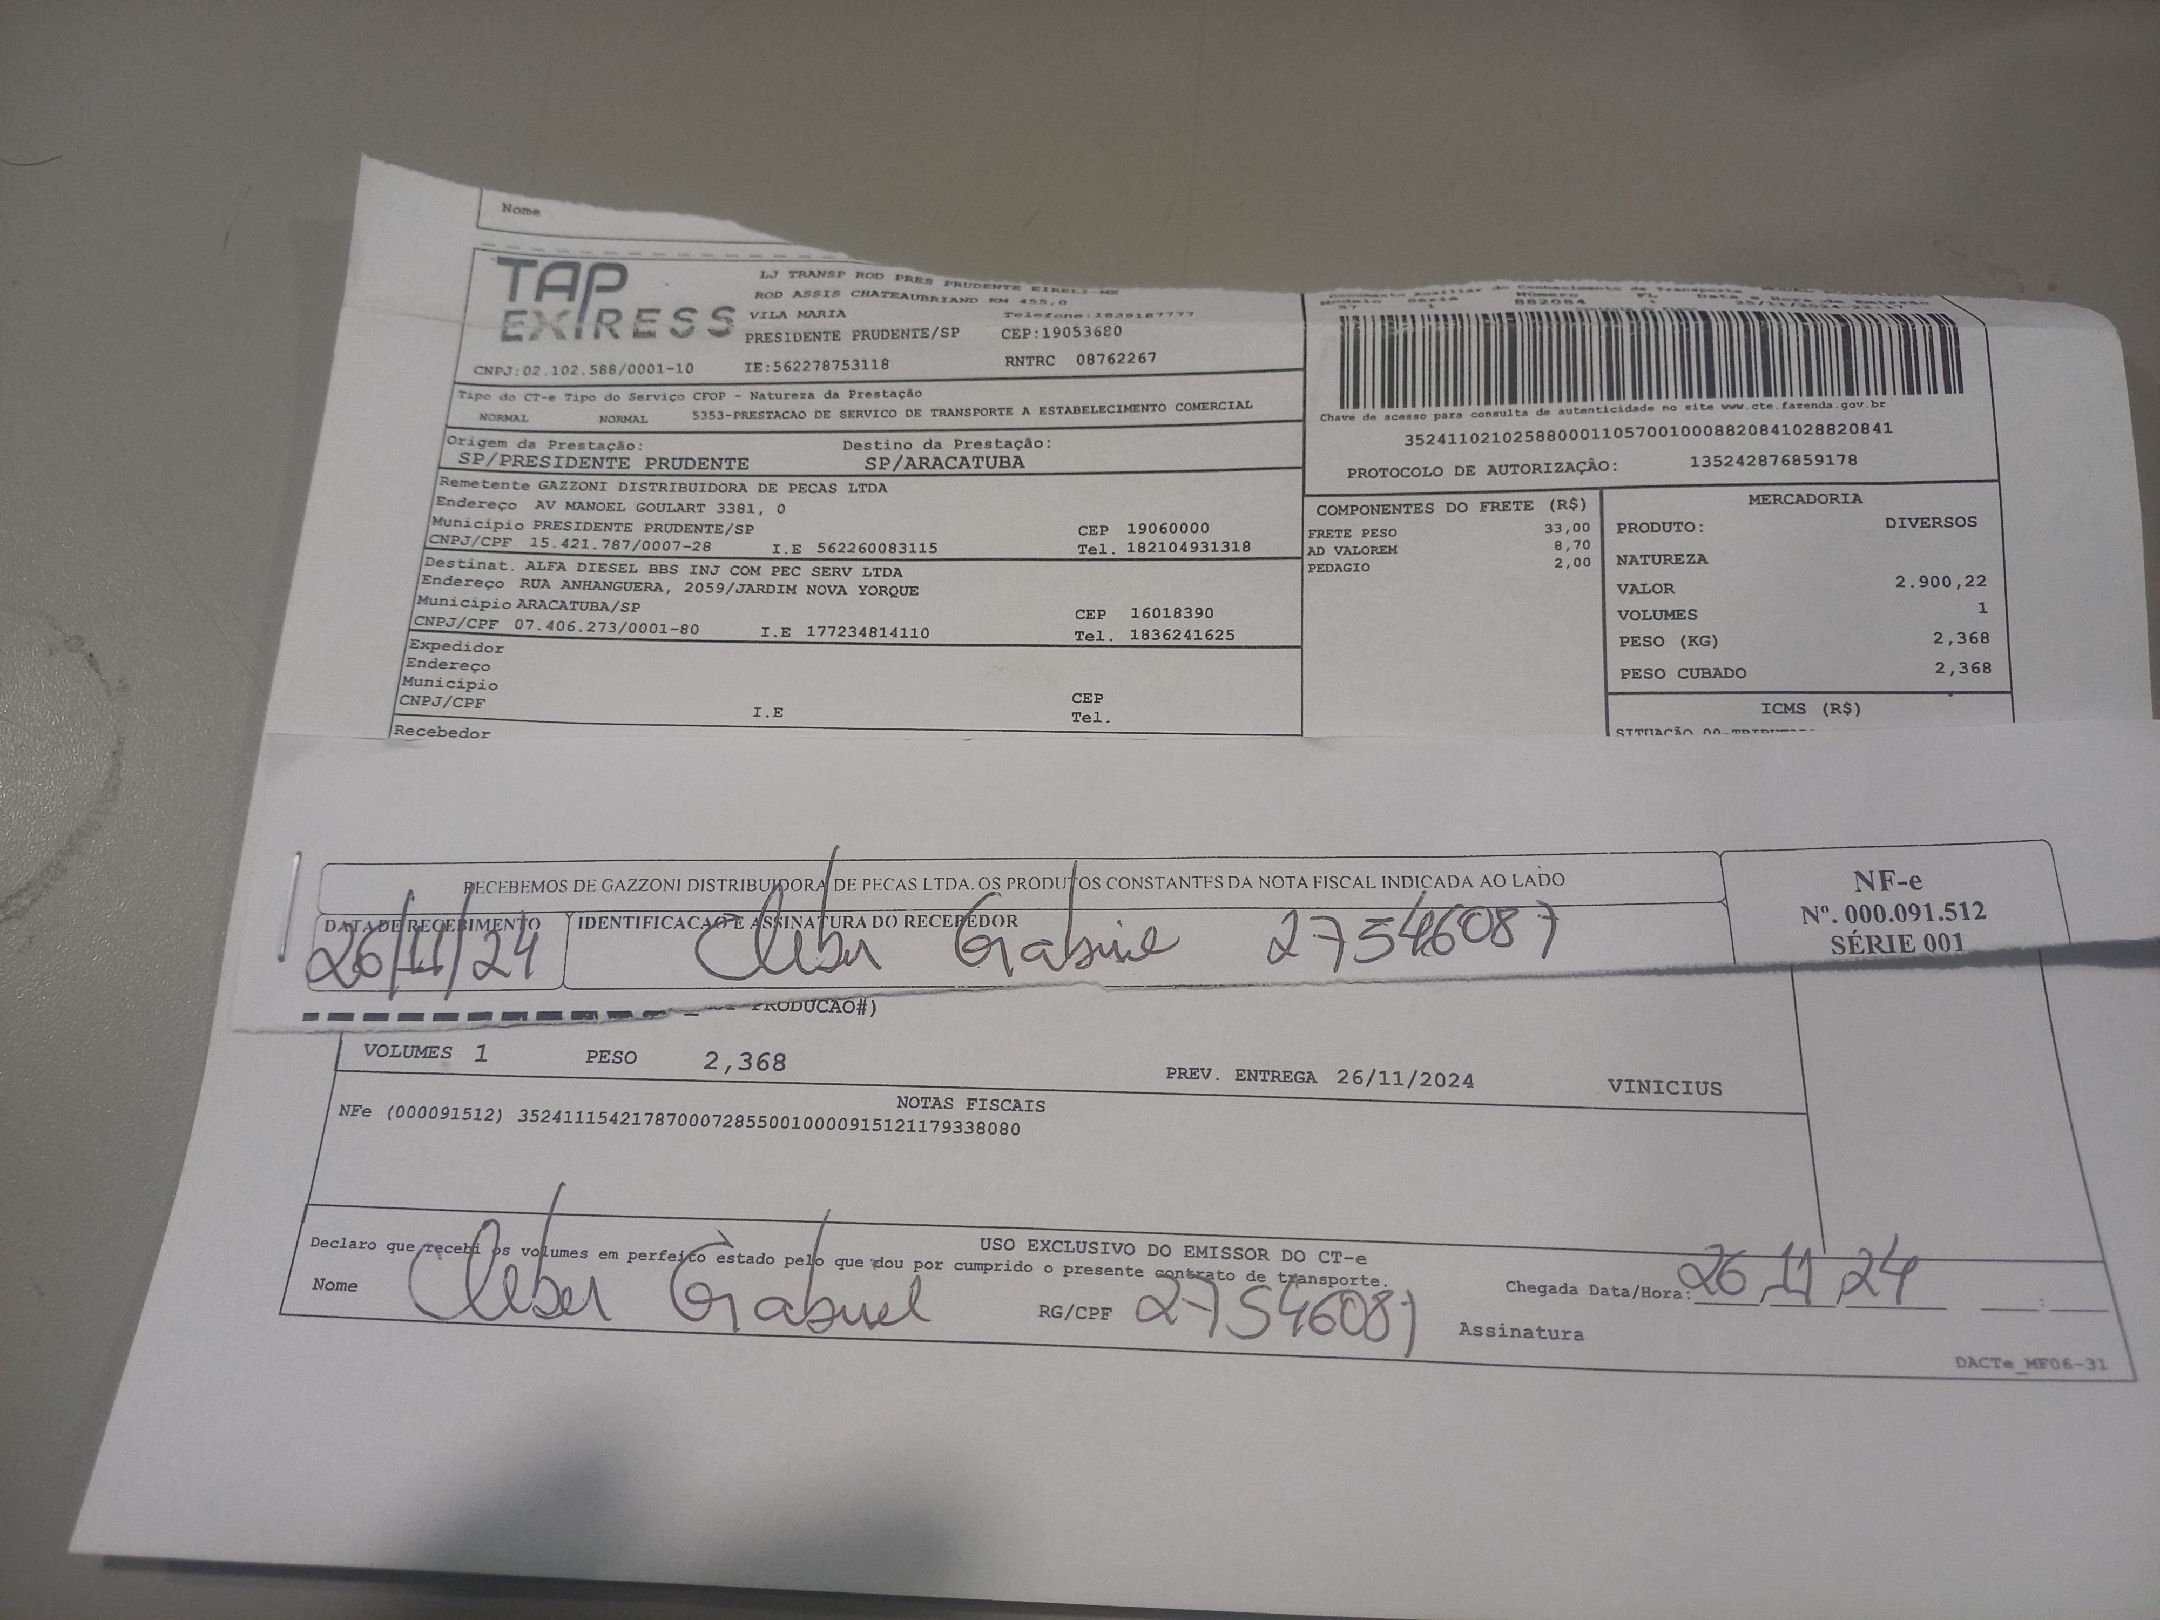 Nome
TAP EXPRESS
LJ TRANSP ROD PRES PRUDENTE EIRELI-ME
ROD ASSIS CHATEAUBRIAND KM 455,0
VILA MARIA
PRESIDENTE PRUDENTE/SP CEP:19053680
CNPJ:02.102.588/0001-10 IE:562278753118 RNTRC 08762267
Tipo do CT-e Tipo do Serviço CFOP - Natureza da Prestação
NORMAL NORMAL 5353-PRESTACAO DE SERVICO DE TRANSPORTE A ESTABELECIMENTO COMERCIAL
Origem da Prestação: Destino da Prestação:
SP/PRESIDENTE PRUDENTE SP/ARACATUBA
Remetente GAZZONI DISTRIBUIDORA DE PECAS LTDA
Endereço AV MANOEL GOULART 3381, 0
Município PRESIDENTE PRUDENTE/SP CEP 19060000
CNPJ/CPF 15.421.787/0007-28 I.E 562260083115 Tel. 182104931318
Destinat. ALFA DIESEL BBS INJ COM PEC SERV LTDA
Endereço RUA ANHANGUERA, 2059/JARDIM NOVA YORQUE
Município ARACATUBA/SP CEP 16018390
CNPJ/CPF 07.406.273/0001-80 I.E 177234814110 Tel. 1836241625
Expedidor
Endereço
Município CEP
CNPJ/CPF I.E Tel.
Recebedor
882084
Chave de acesso para consulta de autenticidade no site www.cte.fazenda.gov.br
35241102102588000110570010008820841028820841
PROTOCOLO DE AUTORIZAÇÃO: 135242876859178
COMPONENTES DO FRETE (R$)
FRETE PESO 33,00
AD VALOREM 8,70
PEDAGIO 2,00
MERCADORIA
PRODUTO: DIVERSOS
NATUREZA
VALOR 2.900,22
VOLUMES 1
PESO (KG) 2,368
PESO CUBADO 2,368
ICMS (R$)
RECEBEMOS DE GAZZONI DISTRIBUIDORA DE PECAS LTDA. OS PRODUTOS CONSTANTES DA NOTA FISCAL INDICADA AO LADO
DATA DE RECEBIMENTO IDENTIFICACAO E ASSINATURA DO RECEBEDOR
26/11/24 Cleber Gabriel 27546087
NF-e
Nº. 000.091.512
SÉRIE 001
PRODUCAO#)
VOLUMES 1 PESO 2,368 PREV. ENTREGA 26/11/2024 VINICIUS
NOTAS FISCAIS
NFe (000091512) 35241115421787000728550010000915121179338080
USO EXCLUSIVO DO EMISSOR DO CT-e
Declaro que recebi os volumes em perfeito estado pelo que dou por cumprido o presente contrato de transporte.
Nome Cleber Gabriel RG/CPF 27546087 Chegada Data/Hora: 26 11 24 :
Assinatura
DACTe_MF06-31